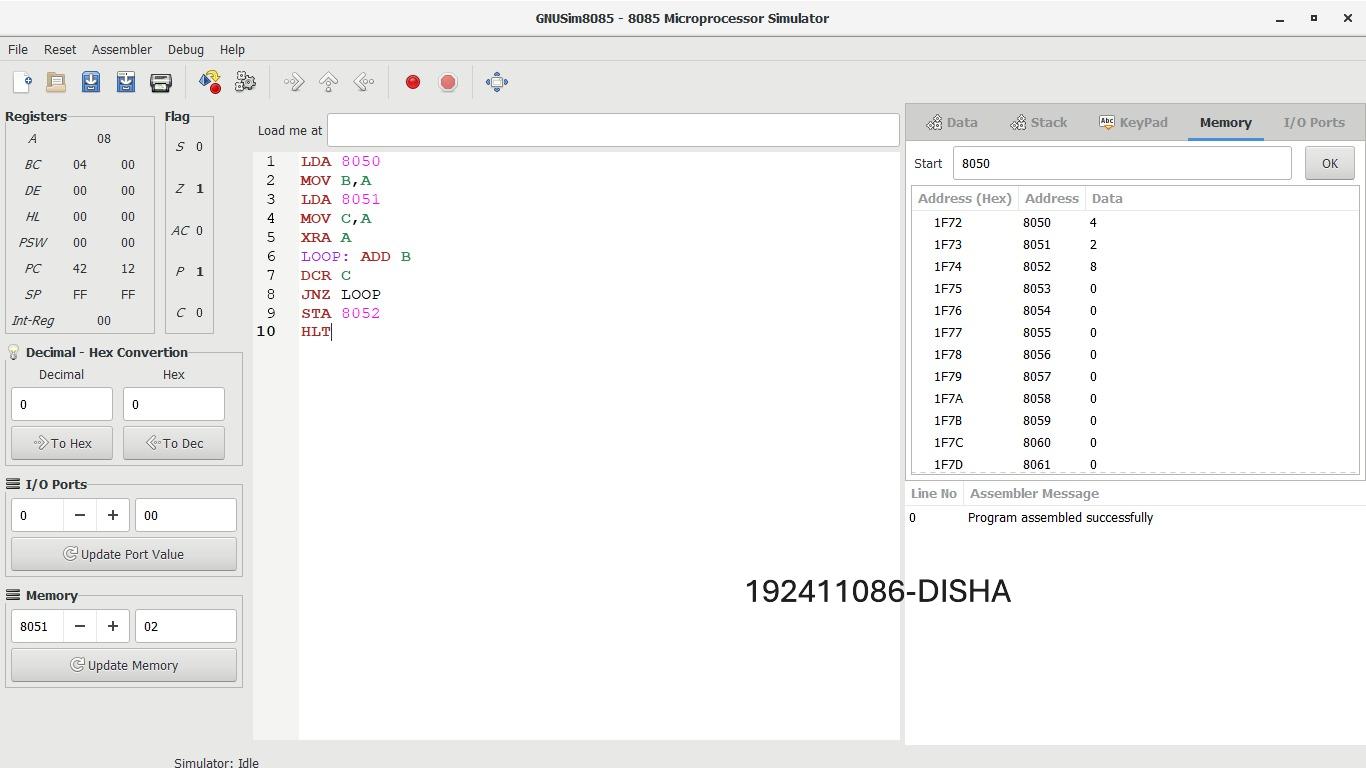 GNUSim8085 - 8085 Microprocessor Simulator
File Reset Assembler Debug Help
Registers
A 08
BC 04 00
DE 00 00
HL 00 00
PSW 00 00
PC 42 12
SP FF FF
Int-Reg 00
Flag
S 0
Z 1
AC 0
P 1
C 0
Decimal - Hex Convertion
Decimal Hex
0 0
To Hex To Dec
I/O Ports
0 − + 00
Update Port Value
Memory
8051 − + 02
Update Memory
Load me at
1 LDA 8050
2 MOV B,A
3 LDA 8051
4 MOV C,A
5 XRA A
6 LOOP: ADD B
7 DCR C
8 JNZ LOOP
9 STA 8052
10 HLT
Data Stack Abc KeyPad Memory I/O Ports
Start 8050 OK
Address (Hex) Address Data
1F72 8050 4
1F73 8051 2
1F74 8052 8
1F75 8053 0
1F76 8054 0
1F77 8055 0
1F78 8056 0
1F79 8057 0
1F7A 8058 0
1F7B 8059 0
1F7C 8060 0
1F7D 8061 0
Line No Assembler Message
0 Program assembled successfully
192411086-DISHA
Simulator: Idle